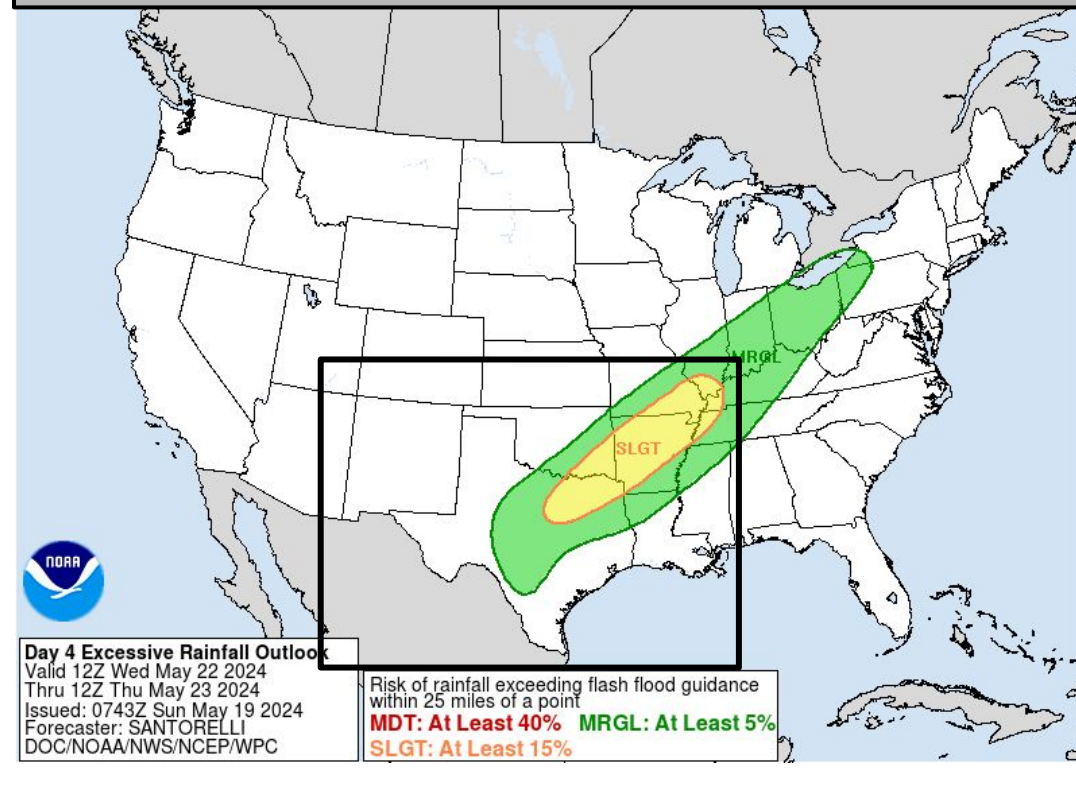 MRGL
SLGT
NOAA
Day 4 Excessive Rainfall Outlook
Valid 12Z Wed May 22 2024
Thru 12Z Thu May 23 2024
Issued: 0743Z Sun May 19 2024
Forecaster: SANTORELLI
DOC/NOAA/NWS/NCEP/WPC
Risk of rainfall exceeding flash flood guidance
within 25 miles of a point
MDT: At Least 40% MRGL: At Least 5%
SLGT: At Least 15%